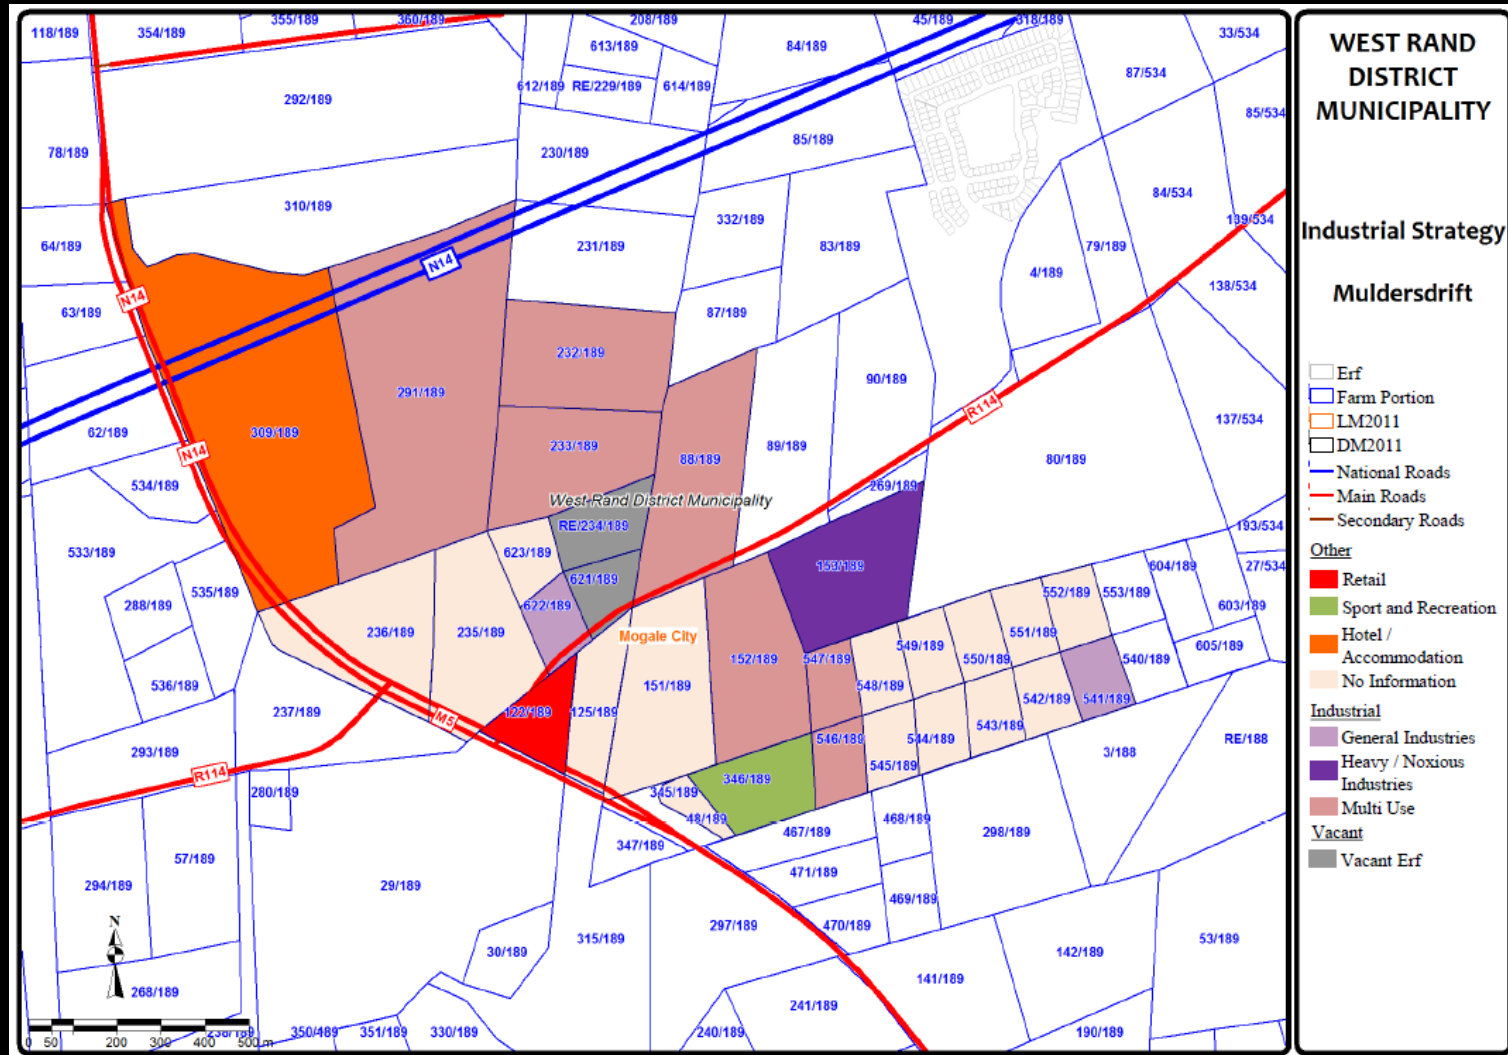 118/189
354/189
355/189
360/189
208/189
45/189
318/189
33/534
613/189
84/189
87/534
612/189
RE/229/189
614/189
292/189
85/534
78/189
230/189
85/189
310/189
332/189
84/534
139/534
64/189
231/189
83/189
79/189
N14
4/189
N14
138/534
63/189
87/189
232/189
291/189
90/189
R114
62/189
309/189
N14
233/189
88/189
89/189
80/189
137/534
534/189
269/189
West Rand District Municipality
RE/234/189
193/534
533/189
623/189
153/189
604/189
27/534
535/189
621/189
552/189
553/189
288/189
622/189
603/189
236/189
235/189
Mogale City
551/189
549/189
605/189
152/189
547/189
550/189
540/189
536/189
151/189
548/189
542/189
541/189
237/189
M5
122/189
125/189
543/189
546/189
544/189
293/189
3/188
RE/188
R114
345/189
346/189
545/189
280/189
48/189
467/189
468/189
298/189
347/189
57/189
471/189
294/189
29/189
469/189
N
297/189
470/189
315/189
30/189
142/189
53/189
268/189
141/189
241/189
238/189
350/489
351/189
330/189
240/189
190/189
0 50 200 300 400 500 m
WEST RAND
DISTRICT
MUNICIPALITY
Industrial Strategy
Muldersdrift
Erf
Farm Portion
LM2011
DM2011
National Roads
Main Roads
Secondary Roads
Other
Retail
Sport and Recreation
Hotel /
Accommodation
No Information
Industrial
General Industries
Heavy / Noxious
Industries
Multi Use
Vacant
Vacant Erf